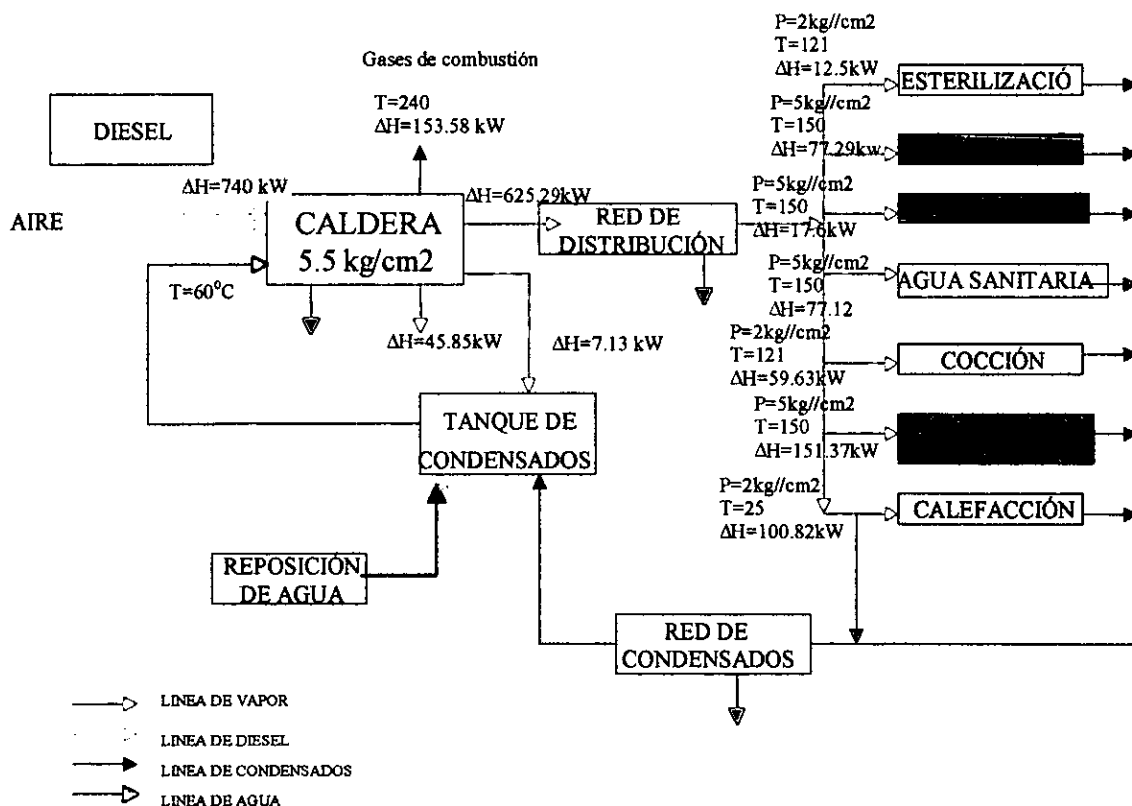 Gases de combustión
T=240
ΔH=153.58 kW
DIESEL
ΔH=740 kW
AIRE
CALDERA
5.5 kg/cm2
T=60⁰C
ΔH=625.29kW
RED DE
DISTRIBUCIÓN
ΔH=45.85kW
ΔH=7.13 kW
TANQUE DE
CONDENSADOS
REPOSICIÓN
DE AGUA
P=2kg//cm2
T=121
ΔH=12.5kW
ESTERILIZACIÓ
P=5kg//cm2
T=150
ΔH=77.29kw
P=5kg//cm2
T=150
ΔH=17.6kW
P=5kg//cm2
T=150
ΔH=77.12
AGUA SANITARIA
P=2kg//cm2
T=121
ΔH=59.63kW
COCCIÓN
P=5kg//cm2
T=150
ΔH=151.37kW
P=2kg//cm2
T=25
ΔH=100.82kW
CALEFACCIÓN
RED DE
CONDENSADOS
LINEA DE VAPOR
LINEA DE DIESEL
LINEA DE CONDENSADOS
LINEA DE AGUA